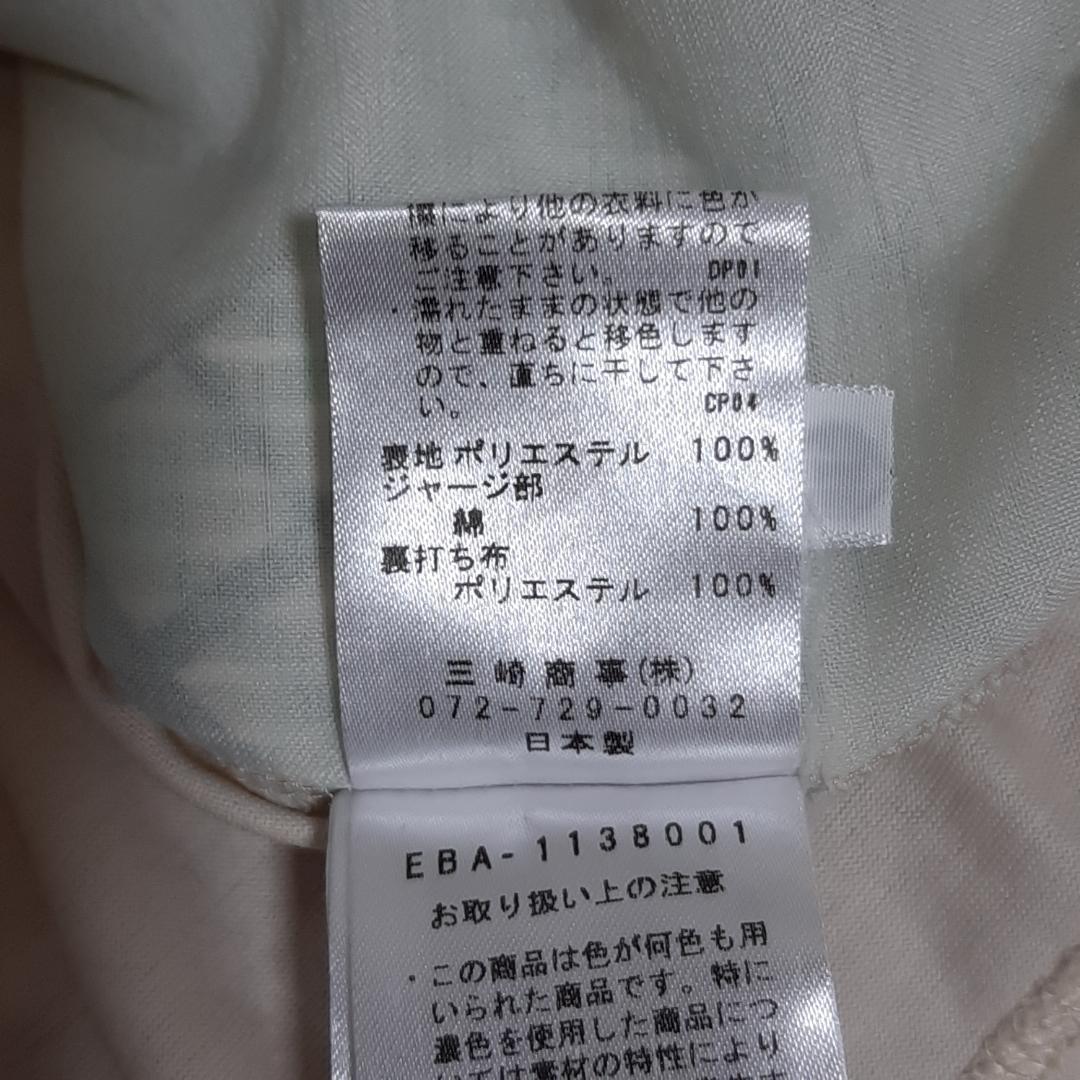 により他の衣料に色が
移ることがありますので
ご注意下さい。 DP01
・濡れたままの状態で他の
物と重ねると移色します
ので、直ちに干して下さ
い。 CP04
表地 ポリエステル 100%
ジャージ部
綿 100%
裏打ち布
ポリエステル 100%
三崎商事(株)
072-729-0032
日本製
EBA-1138001
お取り扱い上の注意
・この商品は色が何色も用
いられた商品です。特に
濃色を使用した商品につ
いては素材の特性により